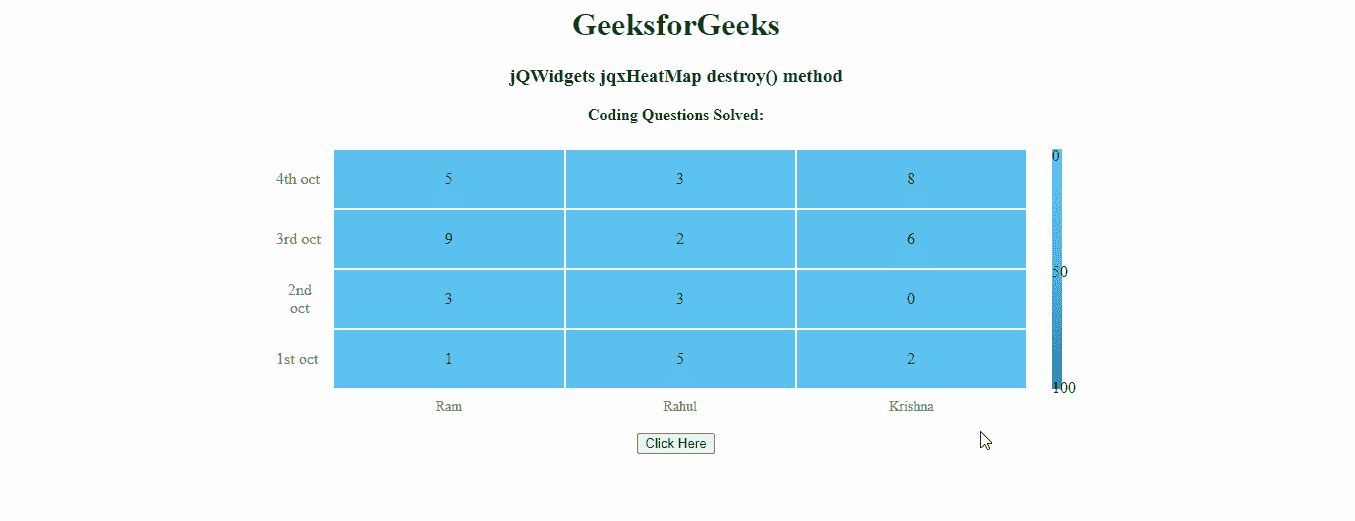 GeeksforGeeks
jQWidgets jqxHeatMap destroy() method
Coding Questions Solved:
4th oct 5 3 8 0
3rd oct 9 2 6
50
2nd
oct
3 3 0
1st oct 1 5 2
100
Ram Rahul Krishna
Click Here